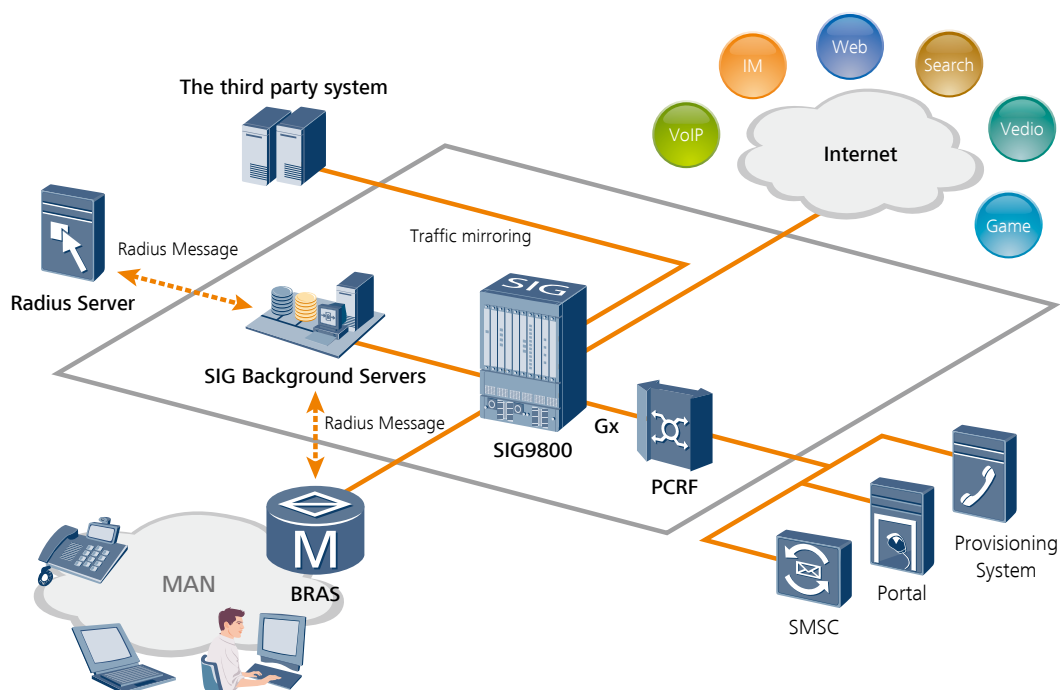 IM
Web
Search
The third party system
VoIP
Vedio
Internet
Traffic mirroring
Game
Radius Message
Radius Server
SIG
SIG Background Servers
Radius Message
SIG9800
Gx
PCRF
M
BRAS
MAN
Provisioning
System
Portal
SMSC